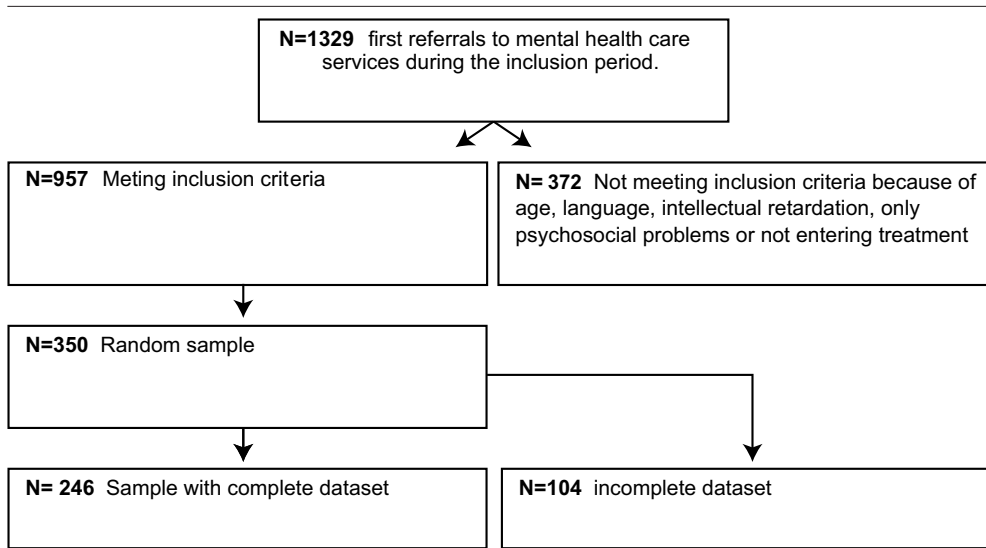 N=1329 first referrals to mental health care
services during the inclusion period.
N=957 Meting inclusion criteria
N= 372 Not meeting inclusion criteria because of
age, language, intellectual retardation, only
psychosocial problems or not entering treatment
N=350 Random sample
N= 246 Sample with complete dataset
N=104 incomplete dataset